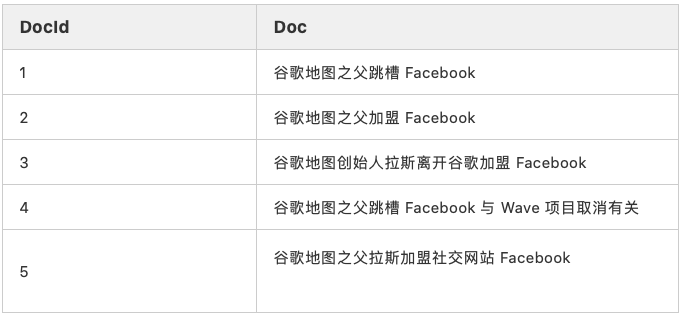 DocId Doc
1 谷歌地图之父跳槽 Facebook
2 谷歌地图之父加盟 Facebook
3 谷歌地图创始人拉斯离开谷歌加盟 Facebook
4 谷歌地图之父跳槽 Facebook 与 Wave 项目取消有关
5 谷歌地图之父拉斯加盟社交网站 Facebook